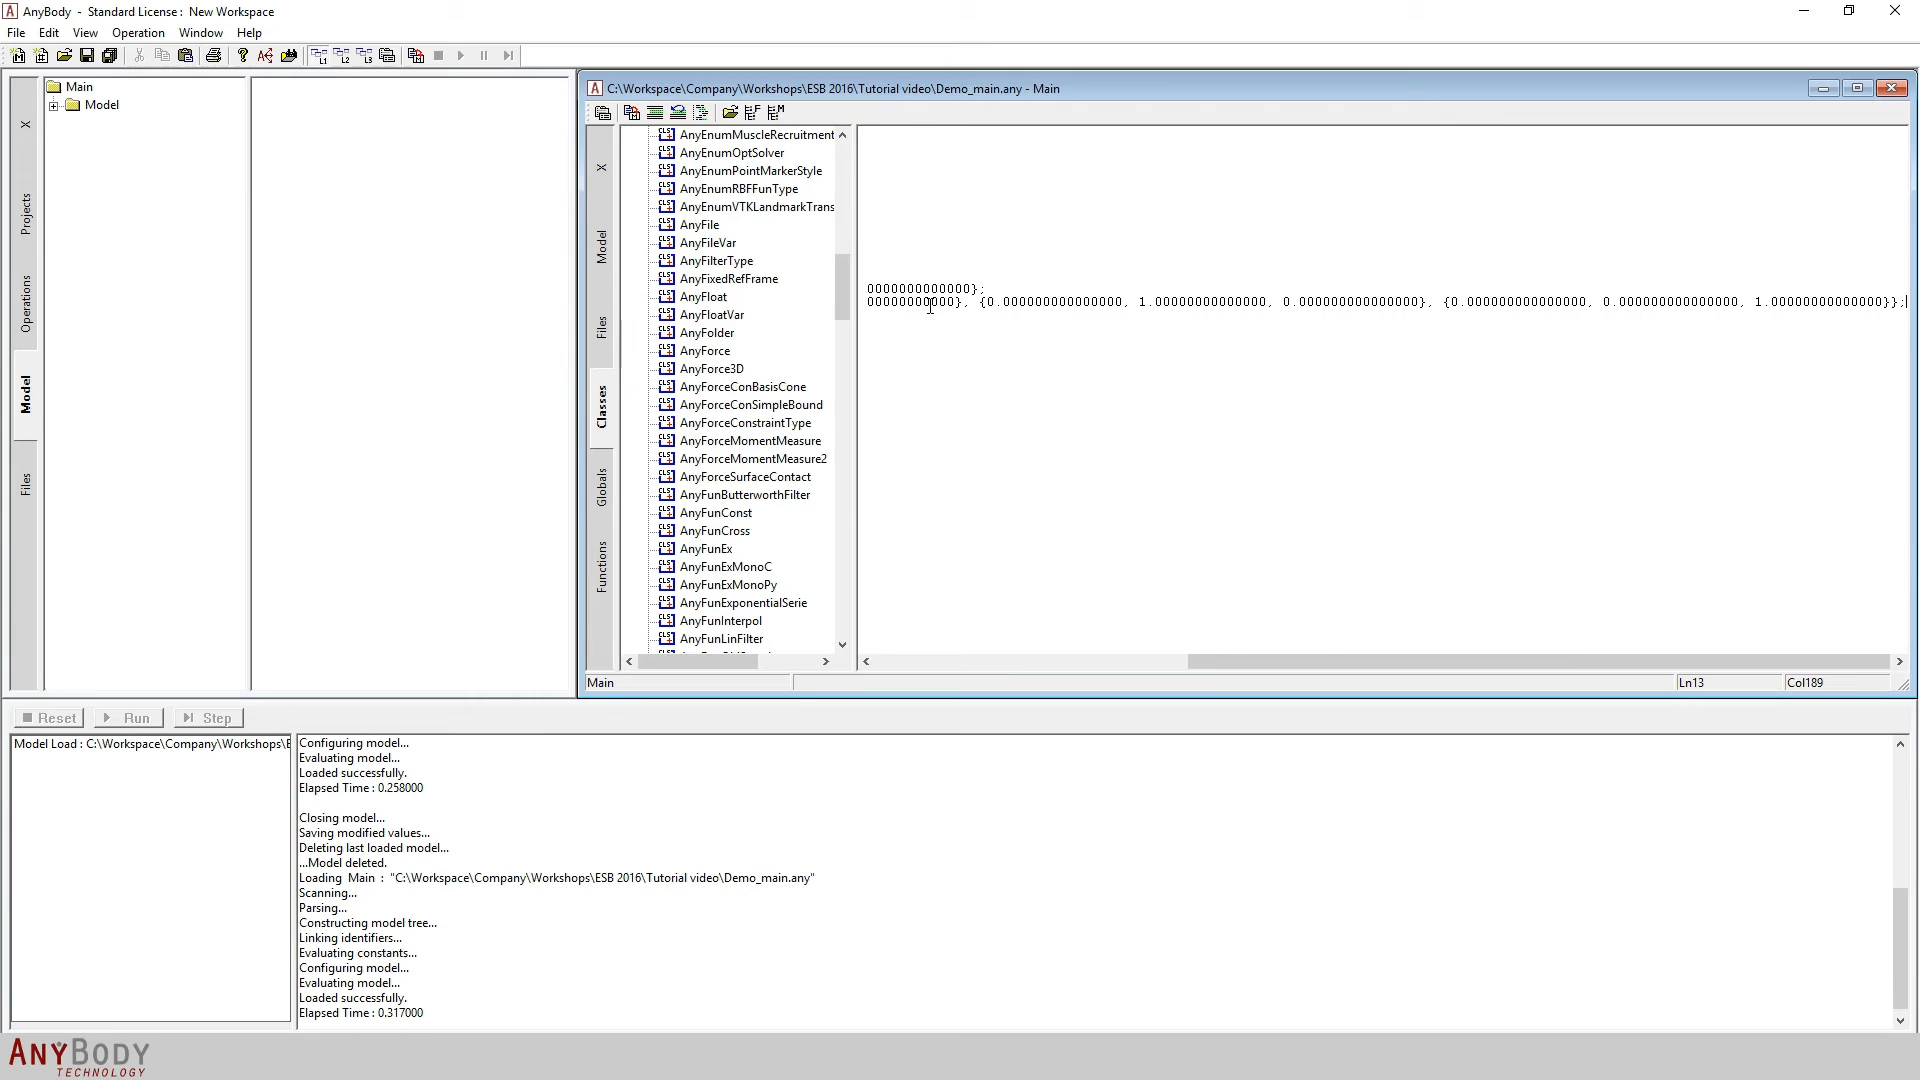 AnyBody - Standard License : New Workspace
File Edit View Operation Window Help
L1 L2 L3
X
Projects
Operations
Model
Files
Main
Model
C:\Workspace\Company\Workshops\ESB 2016\Tutorial video\Demo_main.any - Main
X
Model
Files
Classes
Globals
Functions
AnyEnumMuscleRecruitment
AnyEnumOptSolver
AnyEnumPointMarkerStyle
AnyEnumRBFFunType
AnyEnumVTKLandmarkTrans
AnyFile
AnyFileVar
AnyFilterType
AnyFixedRefFrame
AnyFloat
AnyFloatVar
AnyFolder
AnyForce
AnyForce3D
AnyForceConBasisCone
AnyForceConSimpleBound
AnyForceConstraintType
AnyForceMomentMeasure
AnyForceMomentMeasure2
AnyForceSurfaceContact
AnyFunButterworthFilter
AnyFunConst
AnyFunCross
AnyFunEx
AnyFunExMonoC
AnyFunExMonoPy
AnyFunExponentialSerie
AnyFunInterpol
AnyFunLinFilter
0000000000000};
00000000000}, {0.000000000000000, 1.00000000000000, 0.000000000000000}, {0.000000000000000, 0.000000000000000, 1.00000000000000}};
Main Ln13 Col189
Reset Run Step
Model Load : C:\Workspace\Company\Workshops\E
Configuring model...
Evaluating model...
Loaded successfully.
Elapsed Time : 0.258000
Closing model...
Saving modified values...
Deleting last loaded model...
...Model deleted.
Loading Main : "C:\Workspace\Company\Workshops\ESB 2016\Tutorial video\Demo_main.any"
Scanning...
Parsing...
Constructing model tree...
Linking identifiers...
Evaluating constants...
Configuring model...
Evaluating model...
Loaded successfully.
Elapsed Time : 0.317000
ANYBODY
TECHNOLOGY